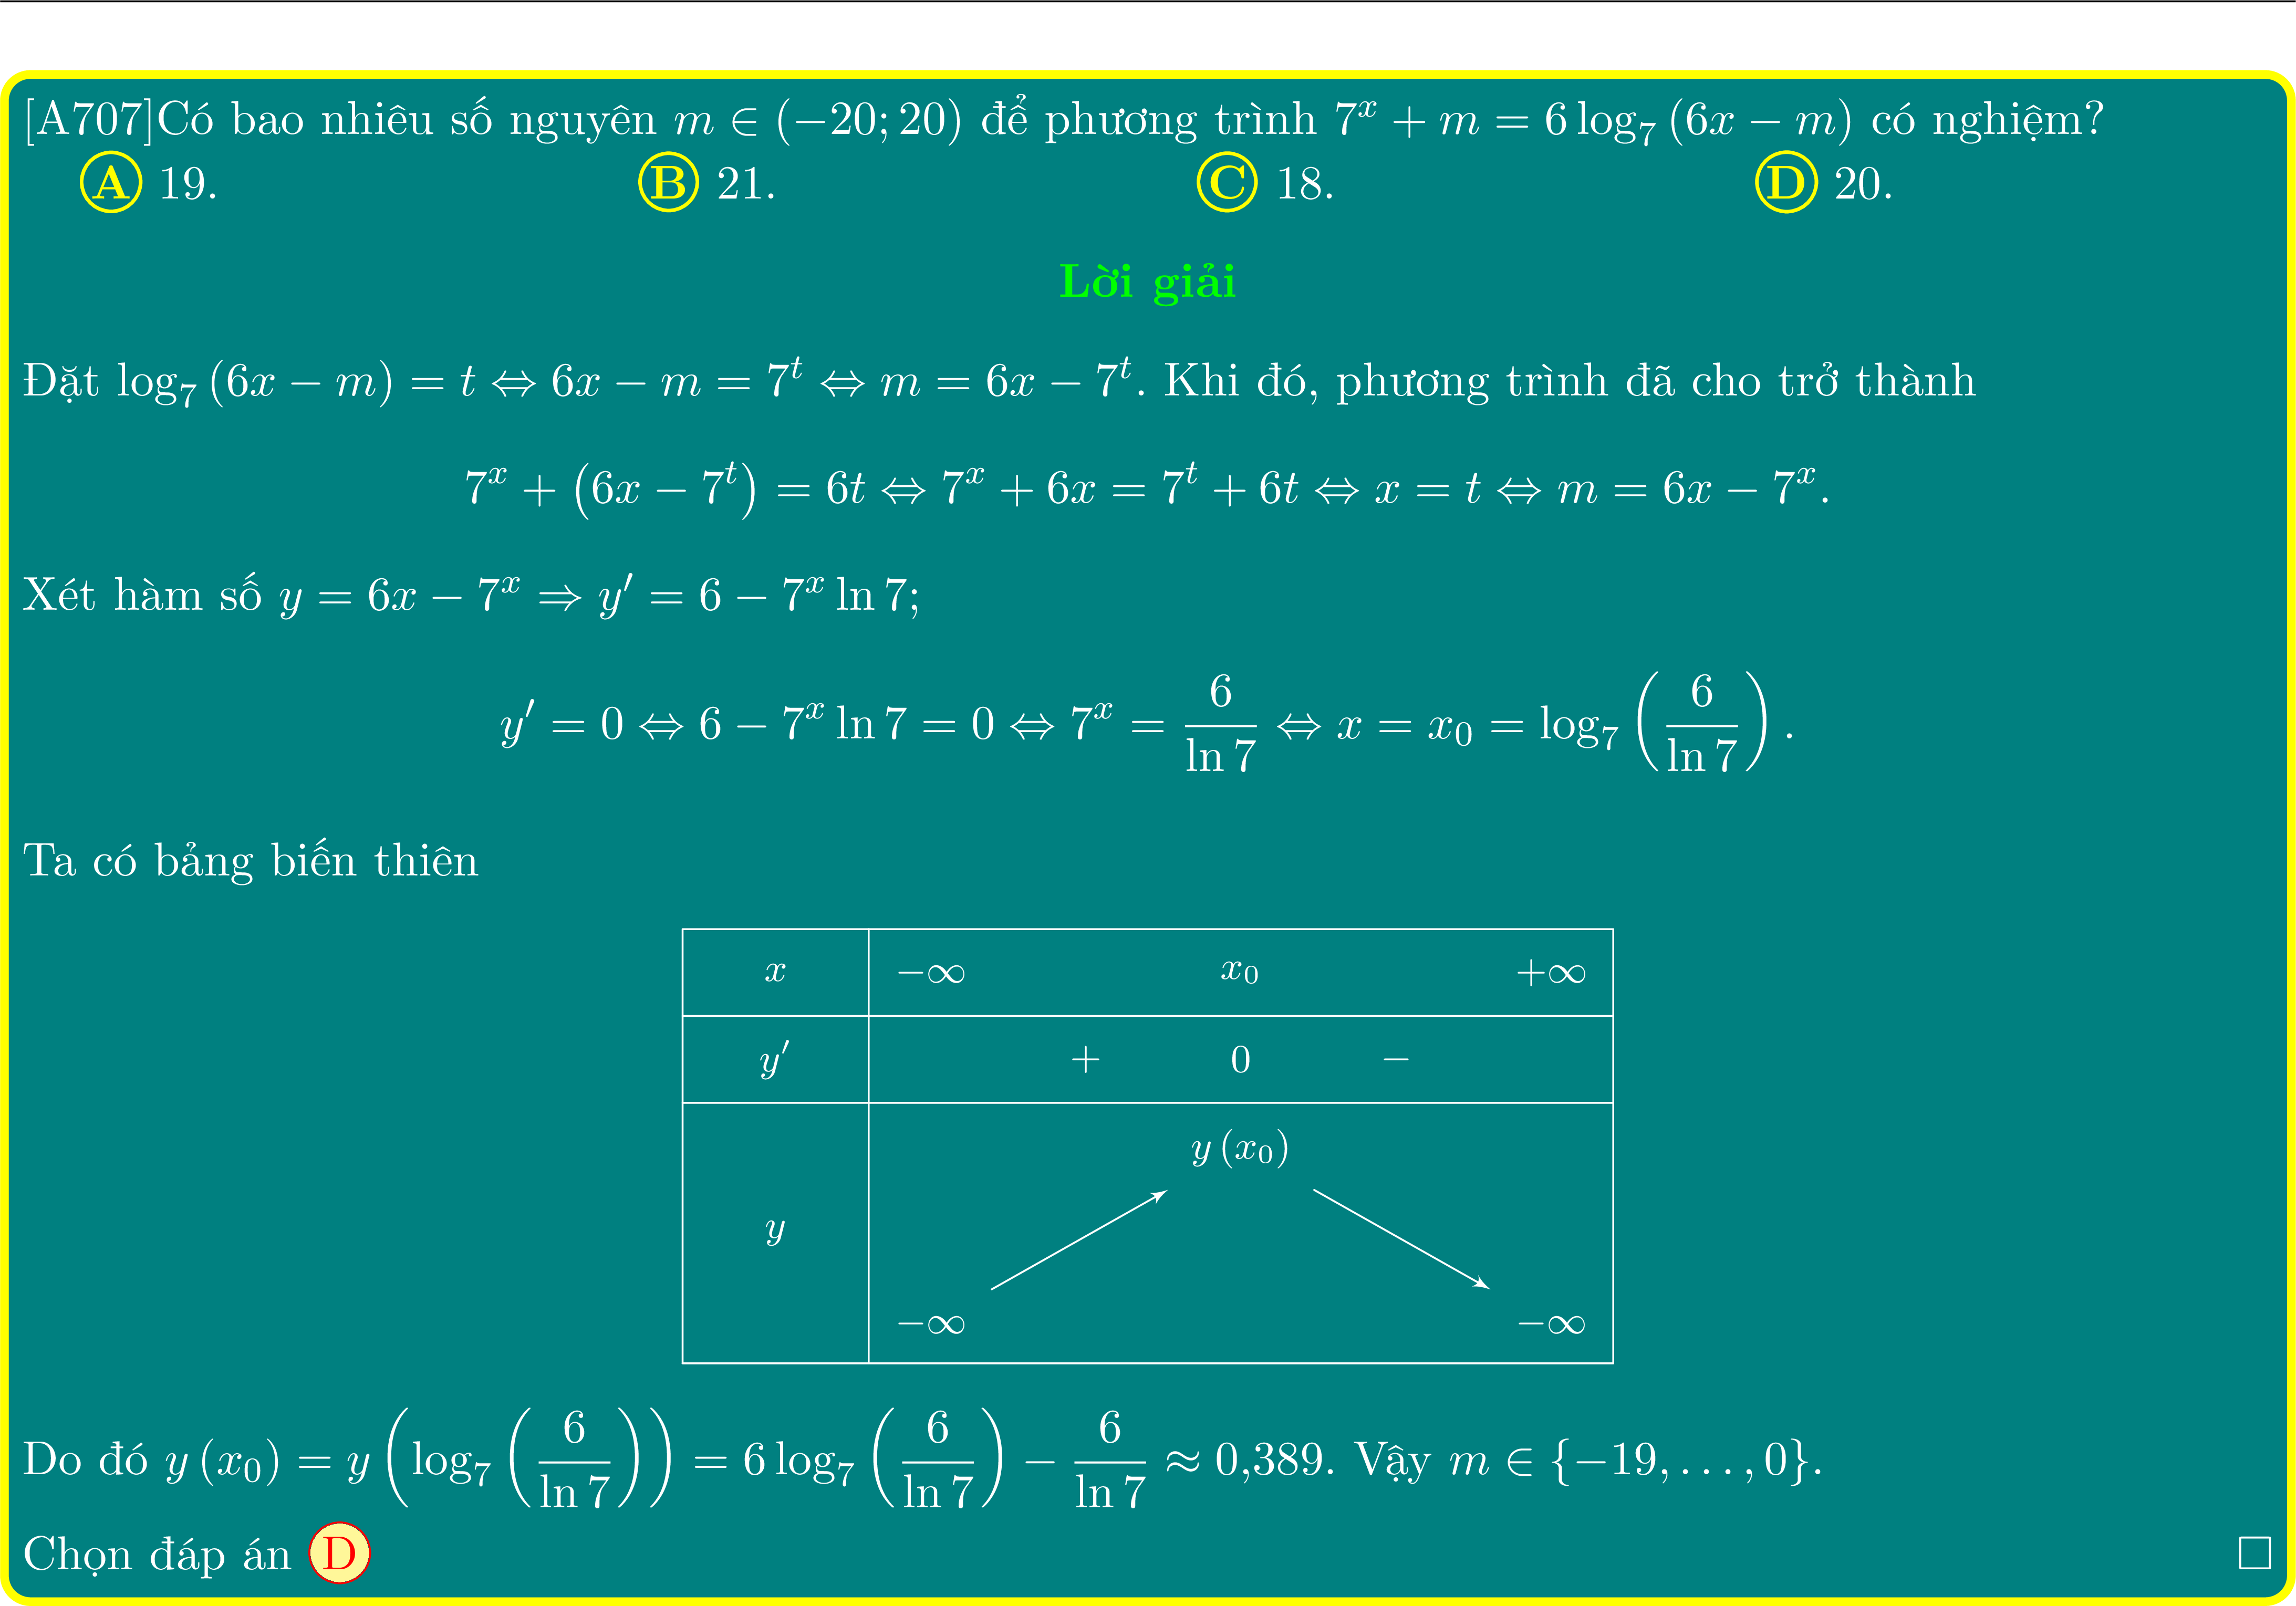 [A707]Có bao nhiêu số nguyên $m \in (-20; 20)$ để phương trình $7^x + m = 6\log_7(6x - m)$ có nghiệm?
Ⓐ 19. Ⓑ 21. Ⓒ 18. Ⓓ 20.
Lời giải
Đặt $\log_7(6x - m) = t \Leftrightarrow 6x - m = 7^t \Leftrightarrow m = 6x - 7^t$. Khi đó, phương trình đã cho trở thành
$7^x + (6x - 7^t) = 6t \Leftrightarrow 7^x + 6x = 7^t + 6t \Leftrightarrow x = t \Leftrightarrow m = 6x - 7^x.$
Xét hàm số $y = 6x - 7^x \Rightarrow y' = 6 - 7^x \ln 7$;
$y' = 0 \Leftrightarrow 6 - 7^x \ln 7 = 0 \Leftrightarrow 7^x = \frac{6}{\ln 7} \Leftrightarrow x = x_0 = \log_7\left(\frac{6}{\ln 7}\right).$
Ta có bảng biến thiên
$x$ $-\infty$ $x_0$ $+\infty$
$y'$ $+$ $0$ $-$
$y(x_0)$
$y$
$-\infty$ $-\infty$
Do đó $y(x_0) = y\left(\log_7\left(\frac{6}{\ln 7}\right)\right) = 6\log_7\left(\frac{6}{\ln 7}\right) - \frac{6}{\ln 7} \approx 0{,}389$. Vậy $m \in \{-19, \ldots, 0\}$.
Chọn đáp án Ⓓ □